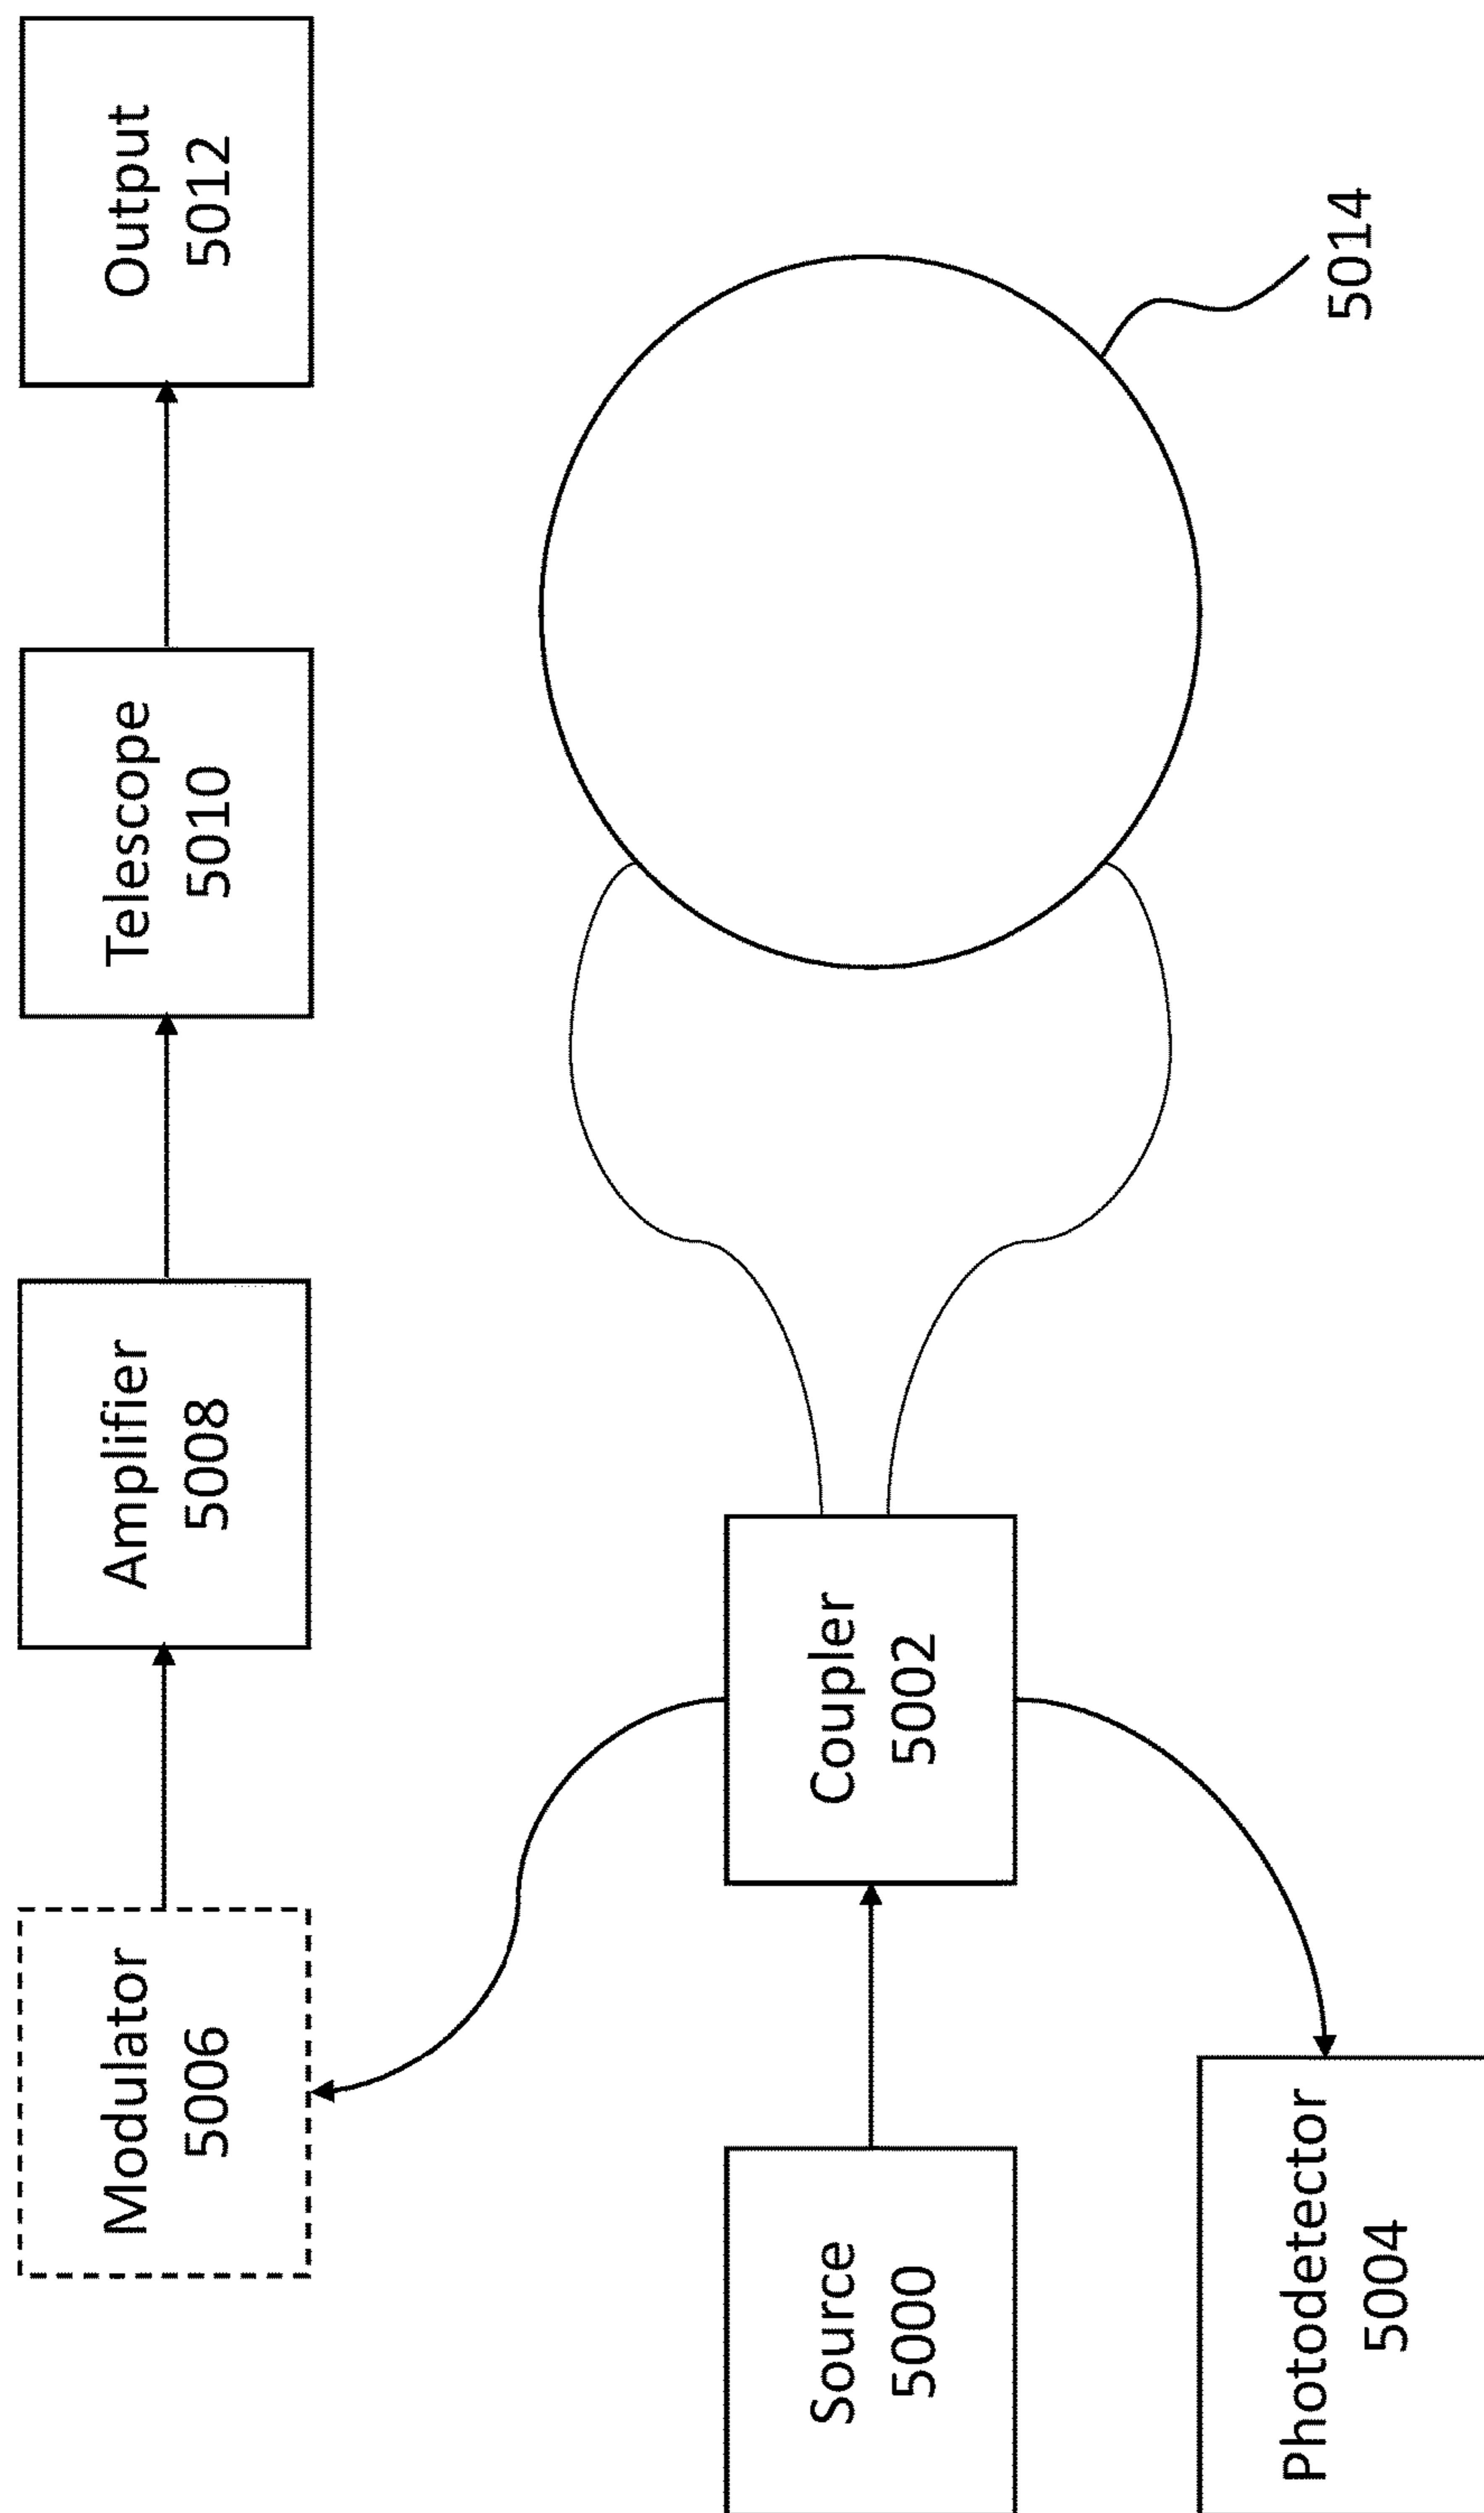 Modulator
5006
Amplifier
5008
Telescope
5010
Output
5012
Source
5000
Coupler
5002
5014
Photodetector
5004